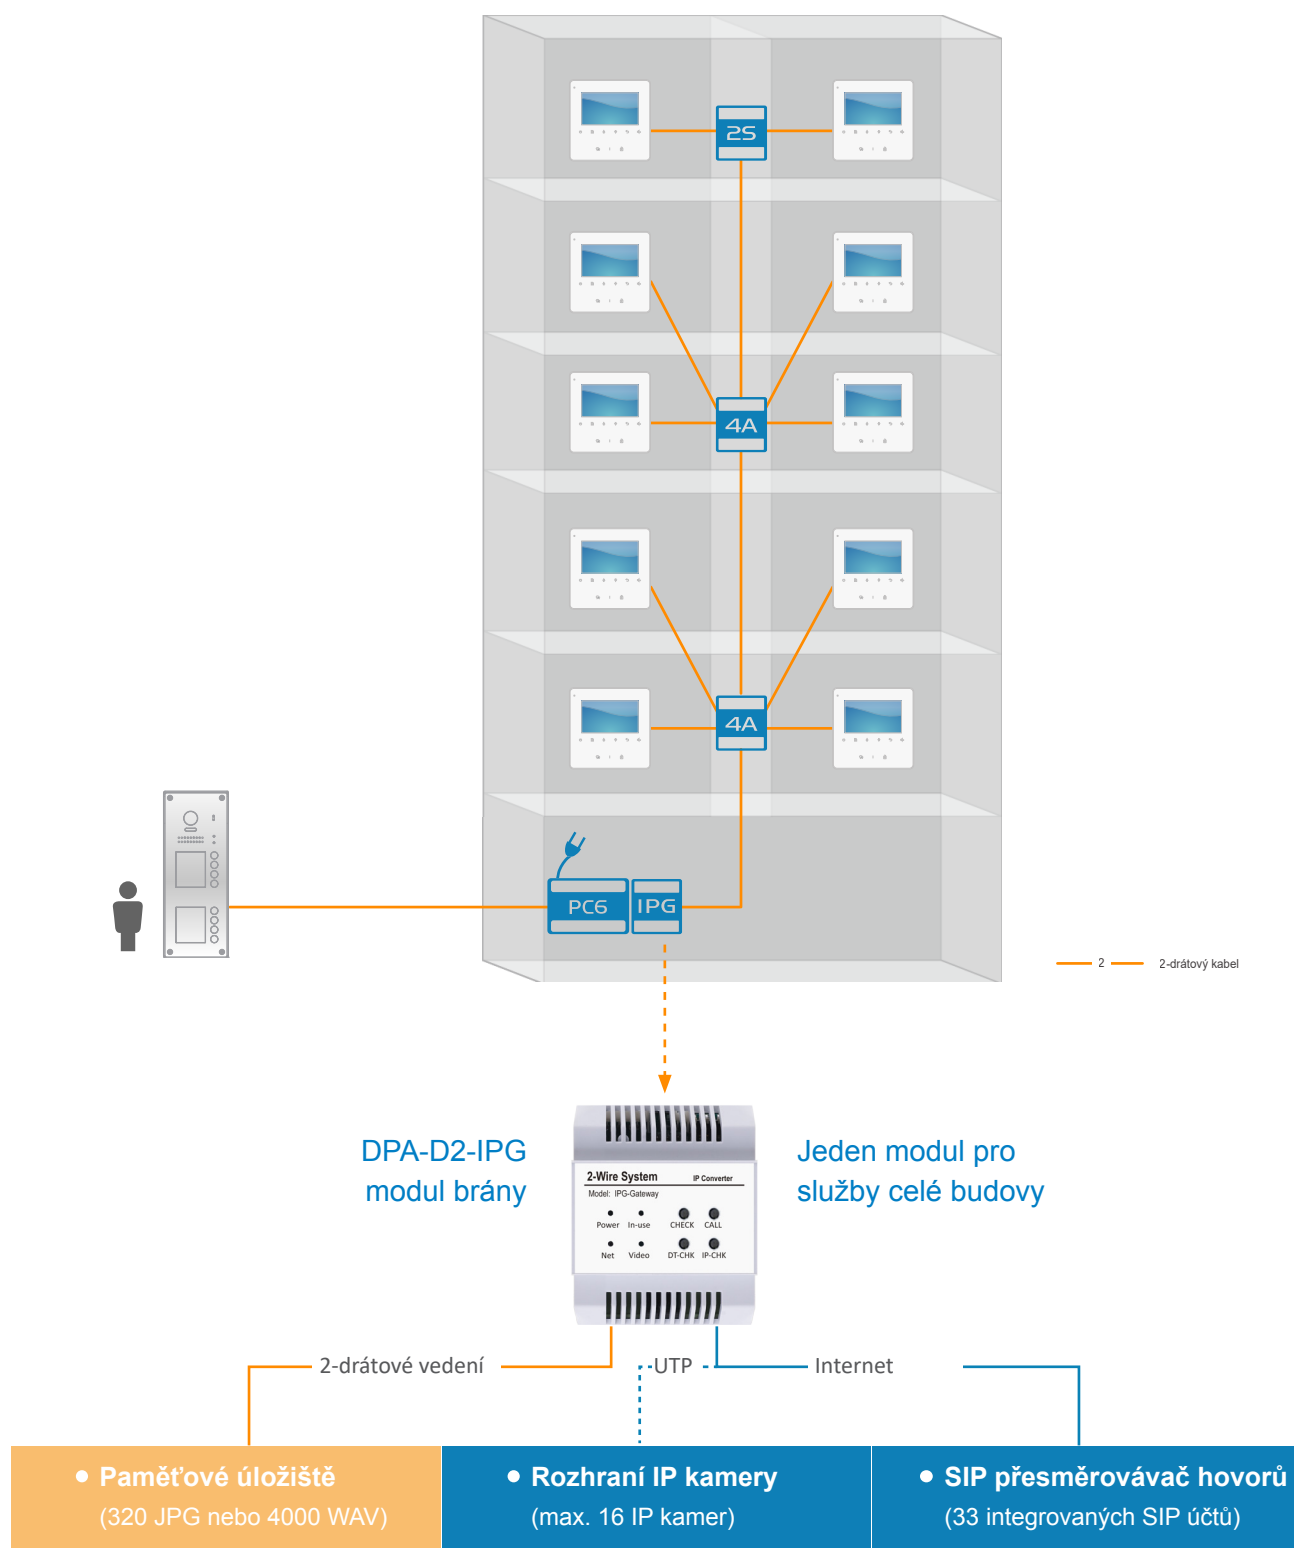 2S
4A
4A
PC6
IPG
2
2-drátový kabel
DPA-D2-IPG
modul brány
2-Wire System
IP Converter
Model: IPG-Gateway
Power In-use CHECK CALL
Net Video DT-CHK IP-CHK
Jeden modul pro
služby celé budovy
2-drátové vedení
UTP
Internet
• Paměťové úložiště
(320 JPG nebo 4000 WAV)
• Rozhraní IP kamery
(max. 16 IP kamer)
• SIP přesměrovávač hovorů
(33 integrovaných SIP účtů)